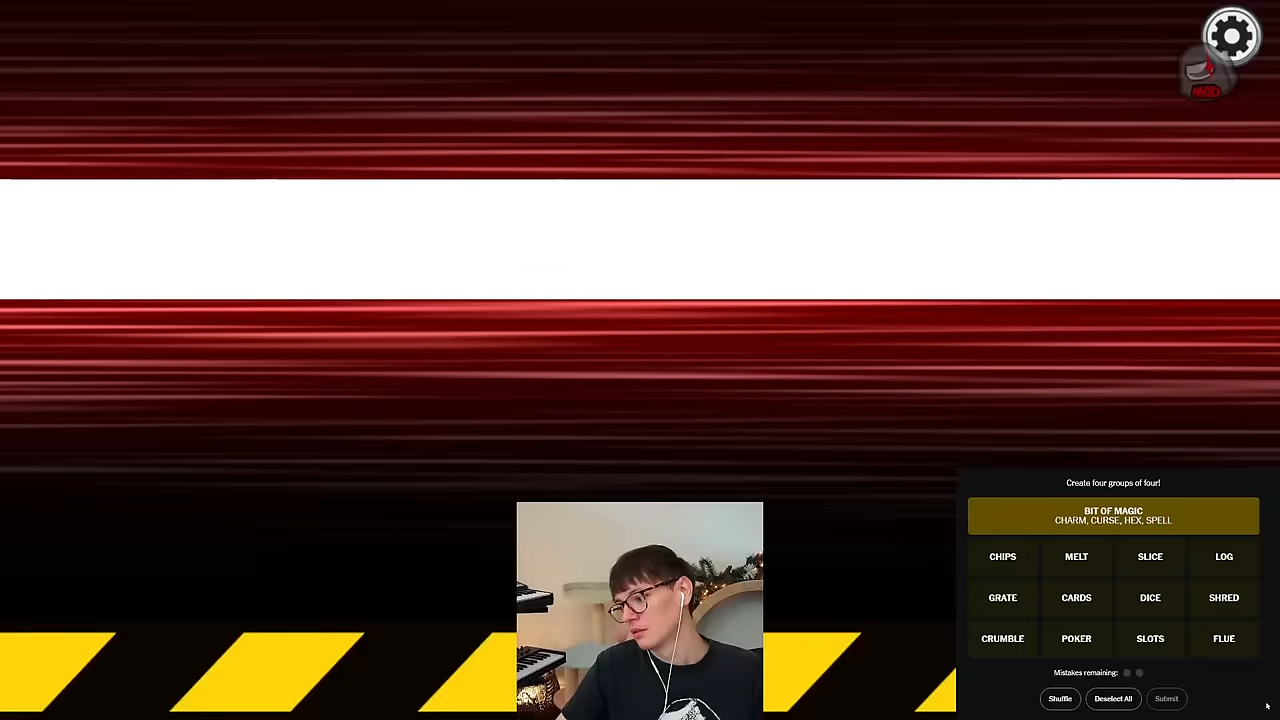 MOD
Create four groups of four!
BIT OF MAGIC
CHARM, CURSE, HEX, SPELL
CHIPS MELT SLICE LOG
GRATE CARDS DICE SHRED
CRUMBLE POKER SLOTS FLUE
Mistakes remaining:
Shuffle Deselect All Submit